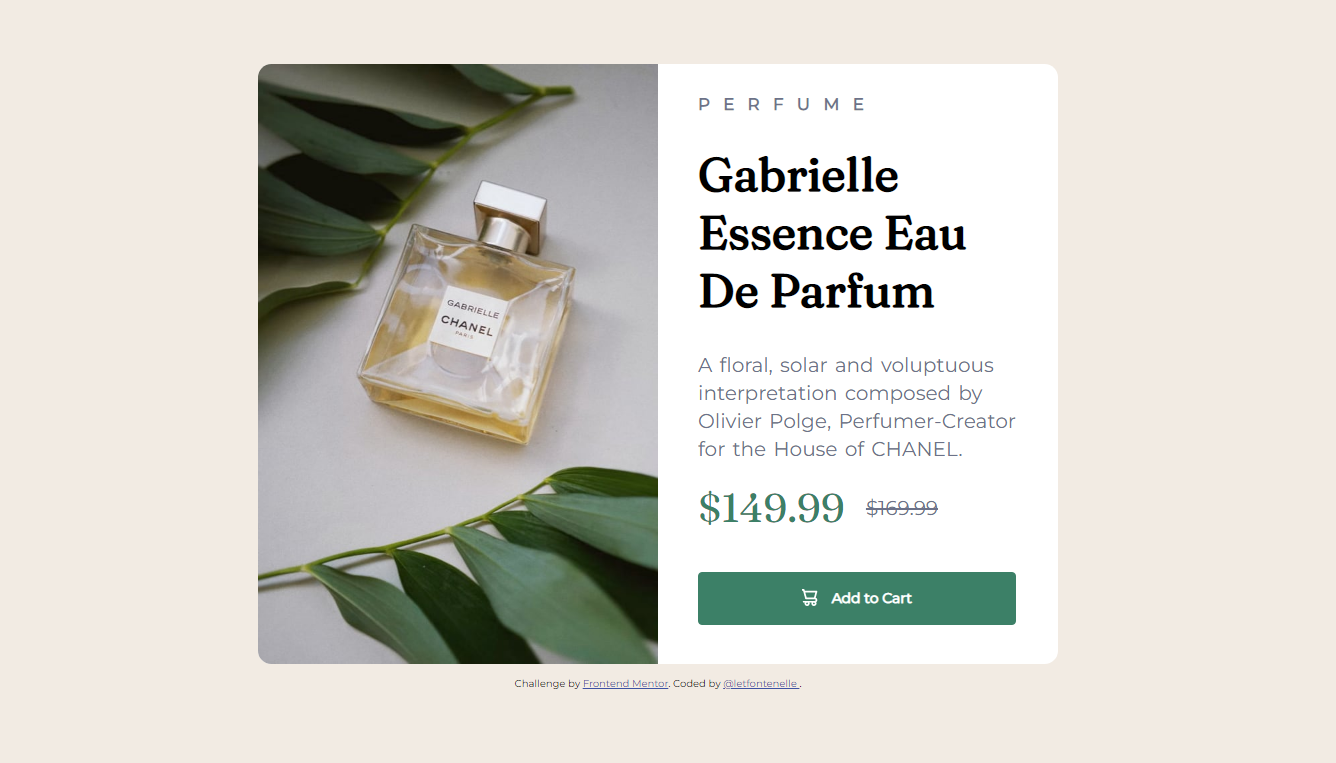 PERFUME
Gabrielle
Essence Eau
De Parfum
A floral, solar and voluptuous
interpretation composed by
Olivier Polge, Perfumer-Creator
for the House of CHANEL.
$149.99 $169.99
Add to Cart
GABRIELLE
CHANEL
PARIS
Challenge by Frontend Mentor. Coded by @letfontenelle .